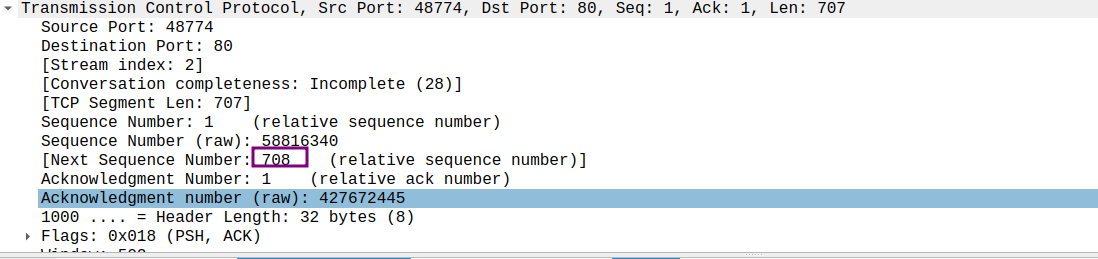 Transmission Control Protocol, Src Port: 48774, Dst Port: 80, Seq: 1, Ack: 1, Len: 707
Source Port: 48774
Destination Port: 80
[Stream index: 2]
[Conversation completeness: Incomplete (28)]
[TCP Segment Len: 707]
Sequence Number: 1    (relative sequence number)
Sequence Number (raw): 58816340
[Next Sequence Number: 708    (relative sequence number)]
Acknowledgment Number: 1    (relative ack number)
Acknowledgment number (raw): 427672445
1000 .... = Header Length: 32 bytes (8)
Flags: 0x018 (PSH, ACK)